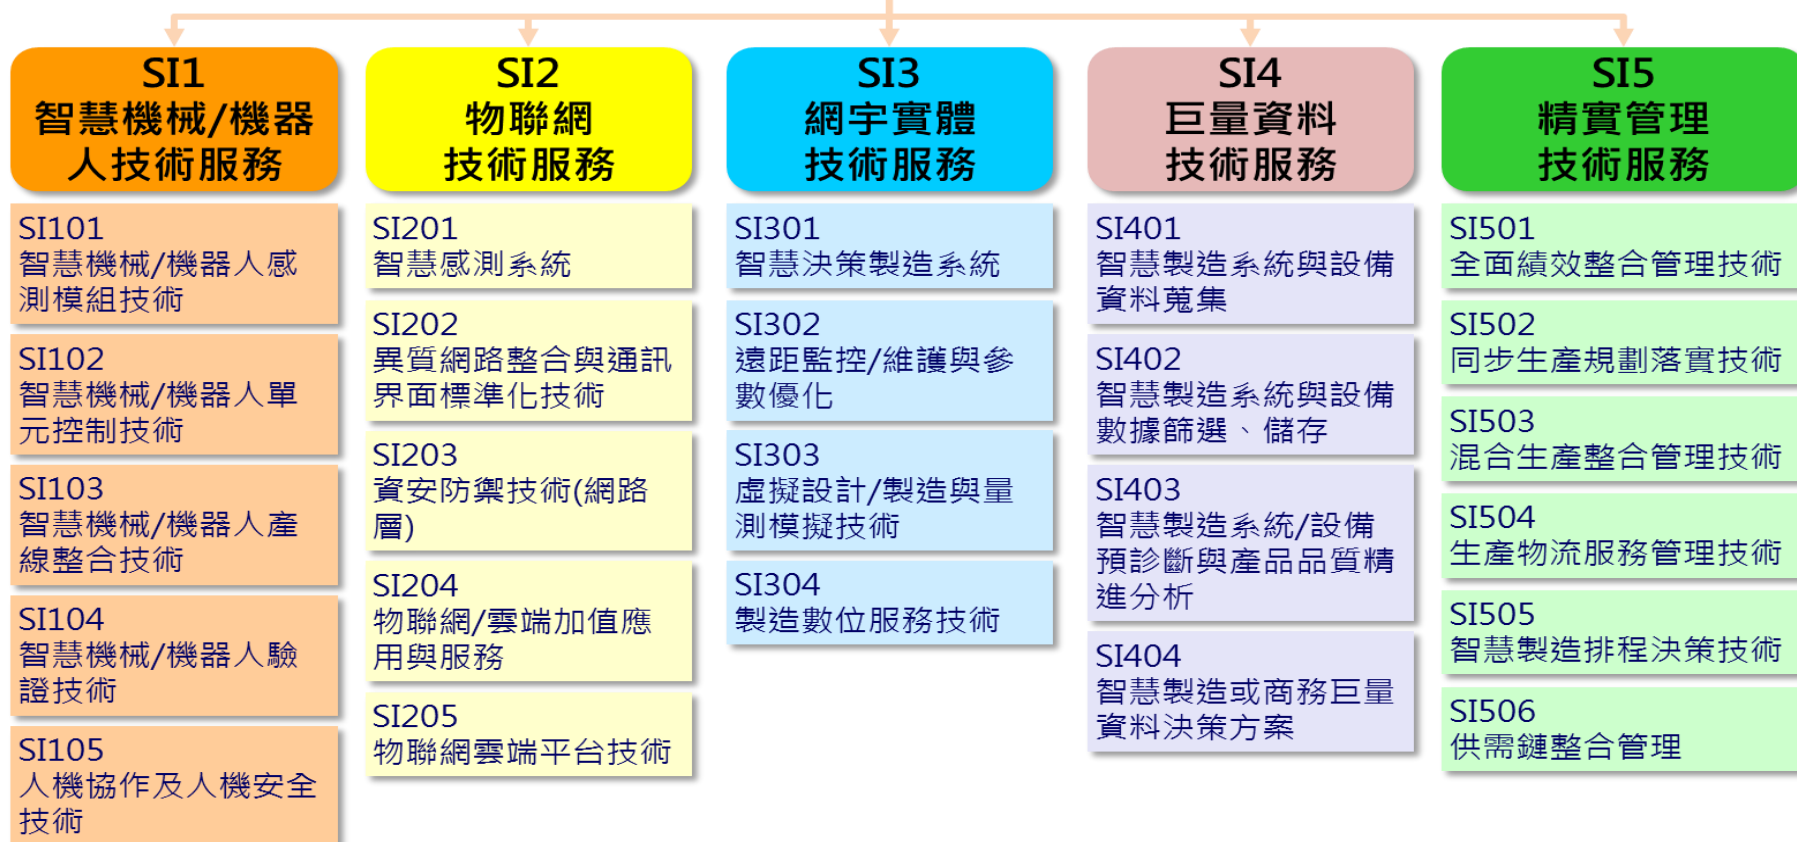 SI1
智慧機械/機器
人技術服務
SI101
智慧機械/機器人感
測模組技術
SI102
智慧機械/機器人單
元控制技術
SI103
智慧機械/機器人產
線整合技術
SI104
智慧機械/機器人驗
證技術
SI105
人機協作及人機安全
技術
SI2
物聯網
技術服務
SI201
智慧感測系統
SI202
異質網路整合與通訊
界面標準化技術
SI203
資安防禦技術(網路
層)
SI204
物聯網/雲端加值應
用與服務
SI205
物聯網雲端平台技術
SI3
網宇實體
技術服務
SI301
智慧決策製造系統
SI302
遠距監控/維護與參
數優化
SI303
虛擬設計/製造與量
測模擬技術
SI304
製造數位服務技術
SI4
巨量資料
技術服務
SI401
智慧製造系統與設備
資料蒐集
SI402
智慧製造系統與設備
數據篩選、儲存
SI403
智慧製造系統/設備
預診斷與產品品質精
進分析
SI404
智慧製造或商務巨量
資料決策方案
SI5
精實管理
技術服務
SI501
全面績效整合管理技術
SI502
同步生產規劃落實技術
SI503
混合生產整合管理技術
SI504
生產物流服務管理技術
SI505
智慧製造排程決策技術
SI506
供需鏈整合管理